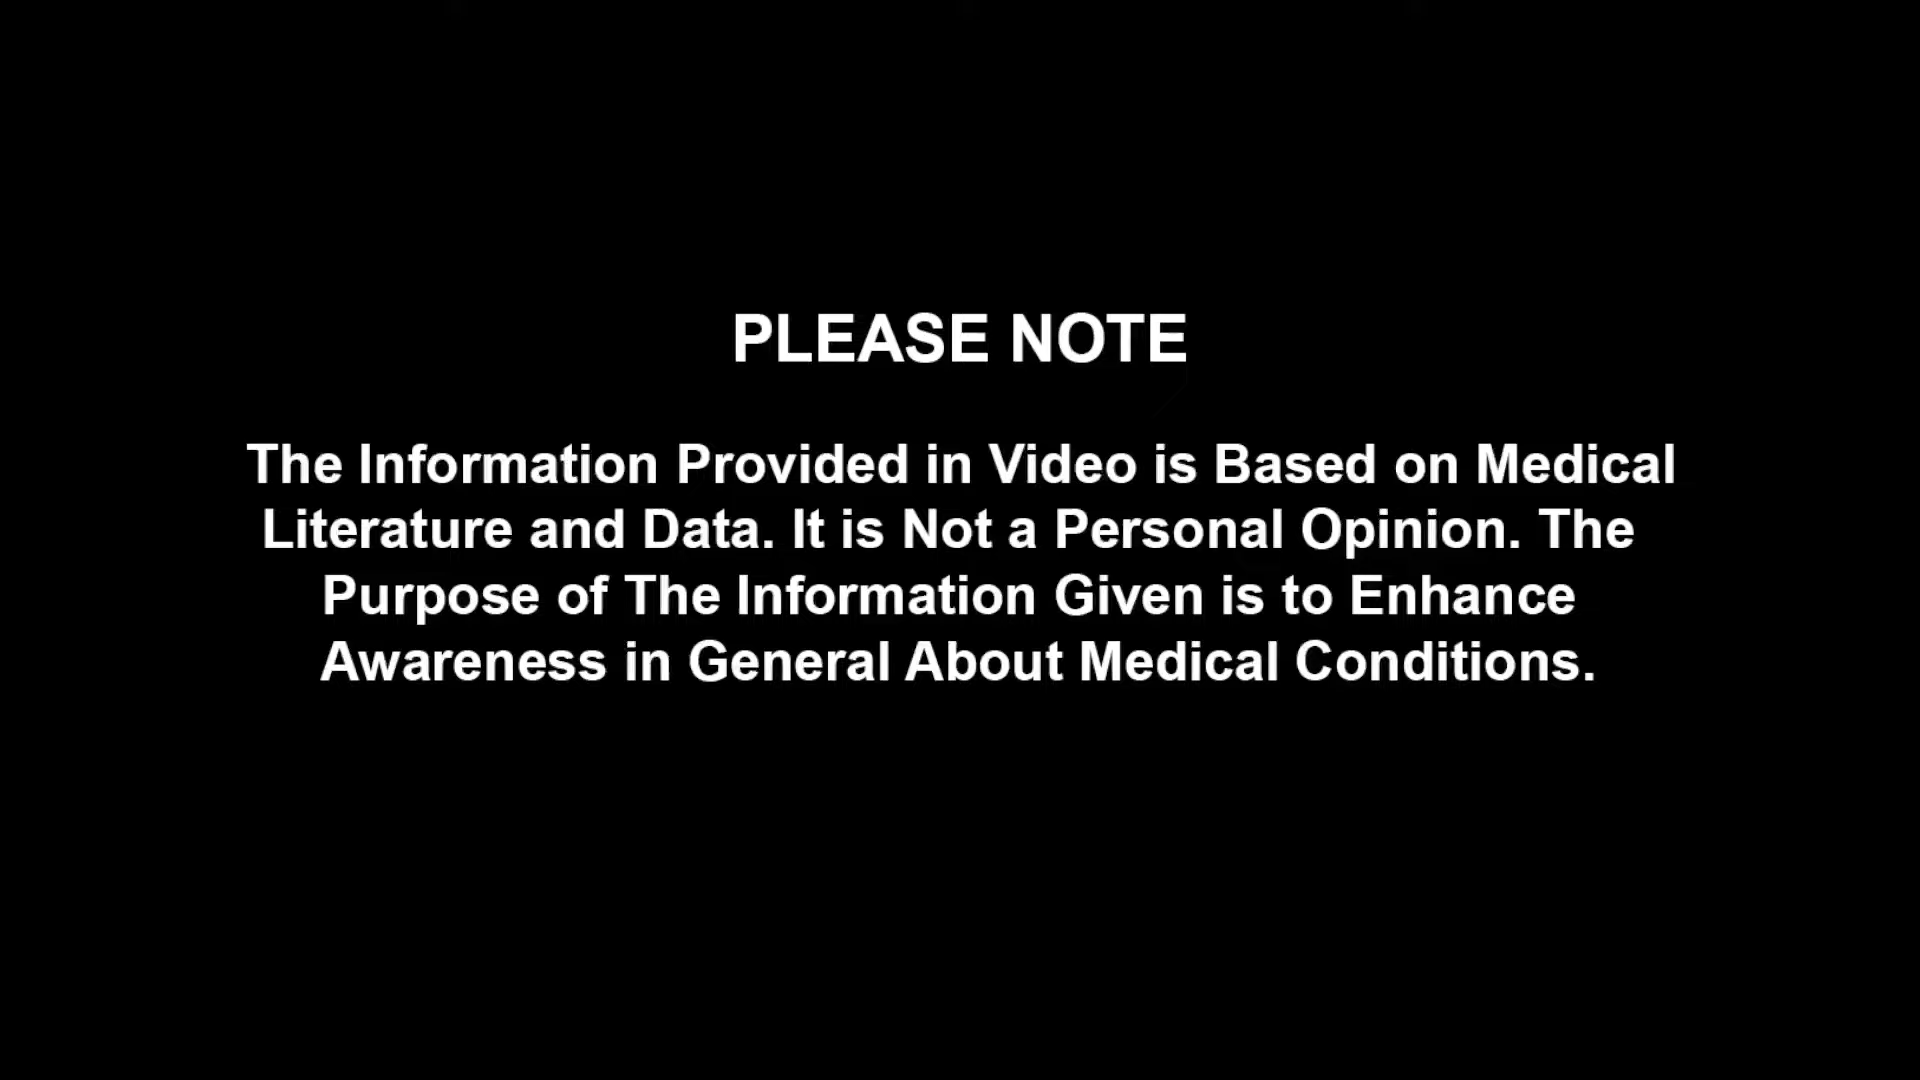 PLEASE NOTE
The Information Provided in Video is Based on Medical
Literature and Data. It is Not a Personal Opinion. The
Purpose of The Information Given is to Enhance
Awareness in General About Medical Conditions.